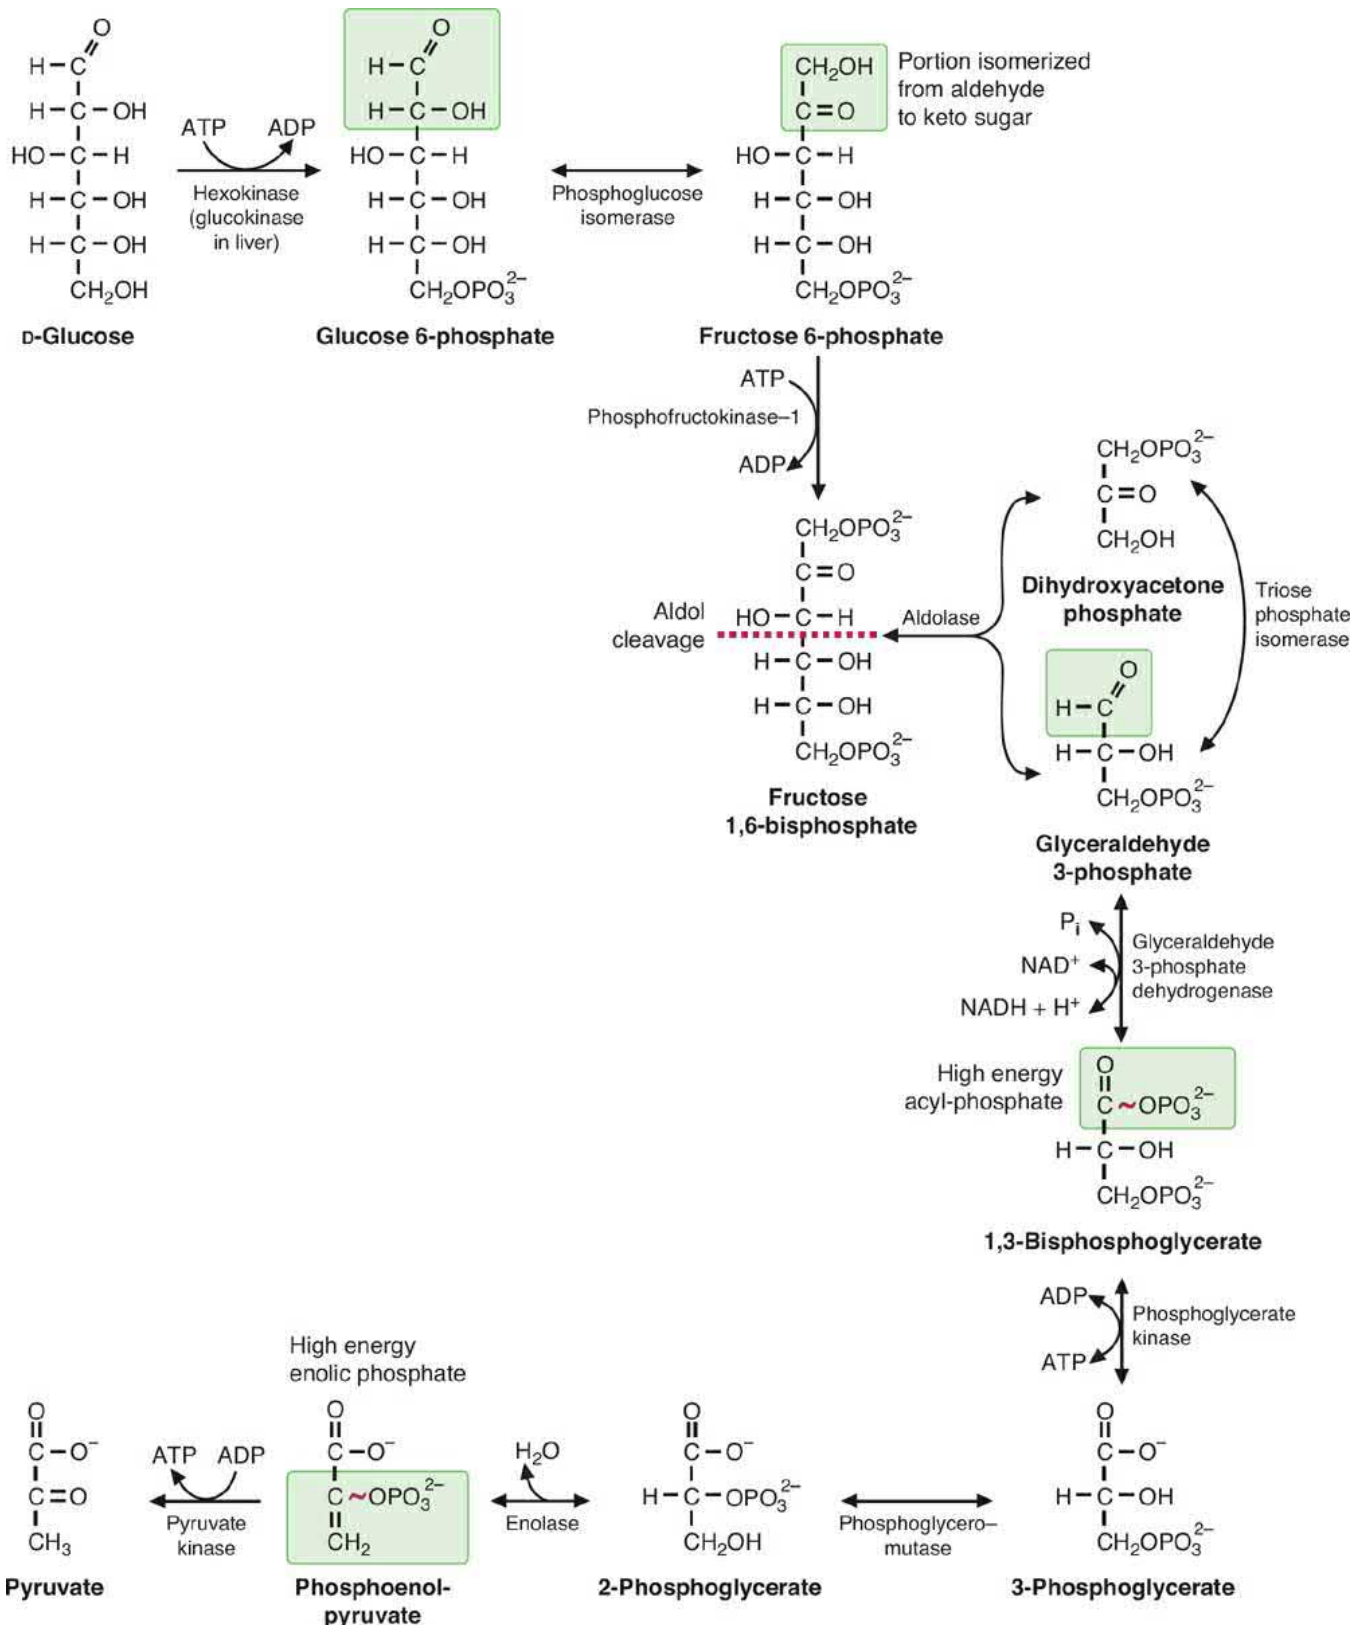 O
H–C
H–C–OH
HO–C–H
H–C–OH
H–C–OH
CH₂OH
D-Glucose
ATP ADP
Hexokinase
(glucokinase
in liver)
O
H–C
H–C–OH
HO–C–H
H–C–OH
H–C–OH
CH₂OPO₃²⁻
Glucose 6-phosphate
Phosphoglucose
isomerase
CH₂OH
C=O
HO–C–H
H–C–OH
H–C–OH
CH₂OPO₃²⁻
Fructose 6-phosphate
Portion isomerized
from aldehyde
to keto sugar
ATP
Phosphofructokinase–1
ADP
CH₂OPO₃²⁻
C=O
HO–C–H
H–C–OH
H–C–OH
CH₂OPO₃²⁻
Fructose
1,6-bisphosphate
Aldol
cleavage
Aldolase
CH₂OPO₃²⁻
C=O
CH₂OH
Dihydroxyacetone
phosphate
Triose
phosphate
isomerase
O
H–C
H–C–OH
CH₂OPO₃²⁻
Glyceraldehyde
3-phosphate
Pᵢ
NAD⁺
NADH + H⁺
Glyceraldehyde
3-phosphate
dehydrogenase
High energy
acyl-phosphate
O
C~OPO₃²⁻
H–C–OH
CH₂OPO₃²⁻
1,3-Bisphosphoglycerate
ADP
ATP
Phosphoglycerate
kinase
O
C–O⁻
H–C–OH
CH₂OPO₃²⁻
3-Phosphoglycerate
Phosphoglycero–
mutase
O
C–O⁻
H–C–OPO₃²⁻
CH₂OH
2-Phosphoglycerate
H₂O
Enolase
High energy
enolic phosphate
O
C–O⁻
C~OPO₃²⁻
CH₂
Phosphoenol-
pyruvate
ATP ADP
Pyruvate
kinase
O
C–O⁻
C=O
CH₃
Pyruvate